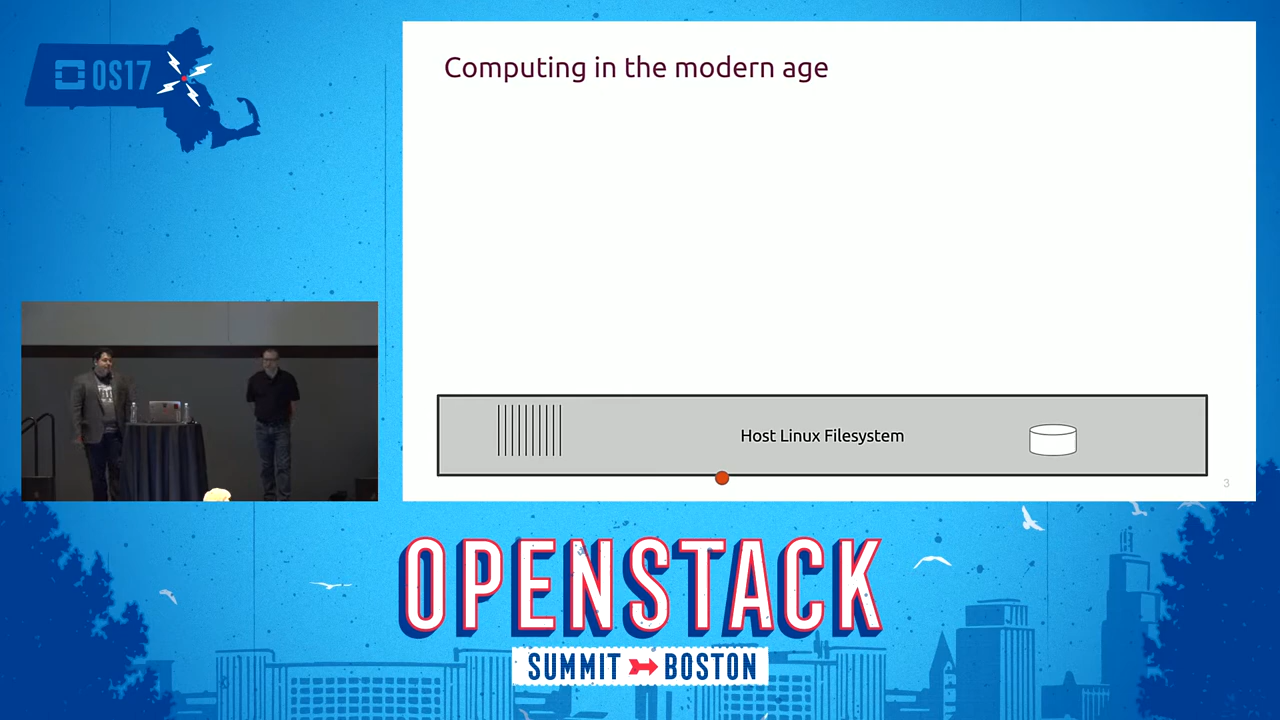 OS17
Computing in the modern age
Host Linux Filesystem
3
OPENSTACK
SUMMIT BOSTON